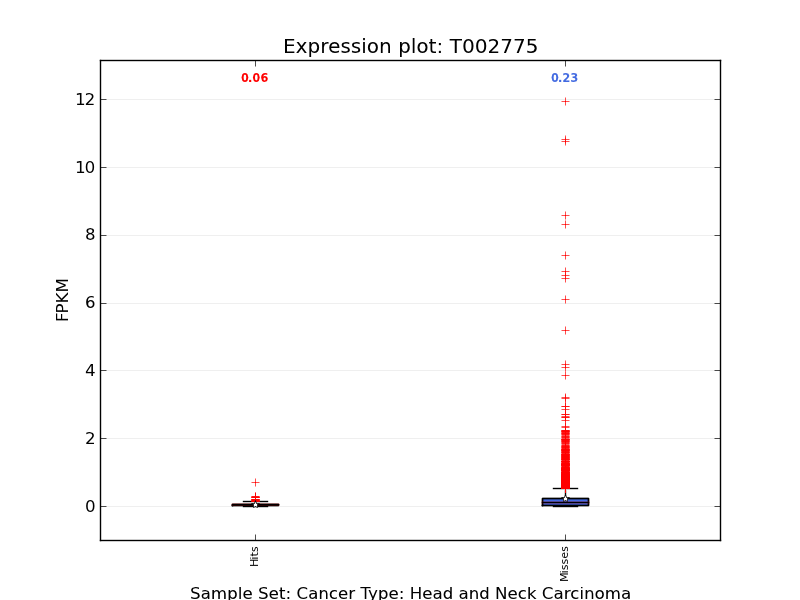 Expression plot: T002775
0.06
0.23
12
10
8
6
4
2
0
FPKM
Hits
Misses
Sample Set: Cancer Type: Head and Neck Carcinoma